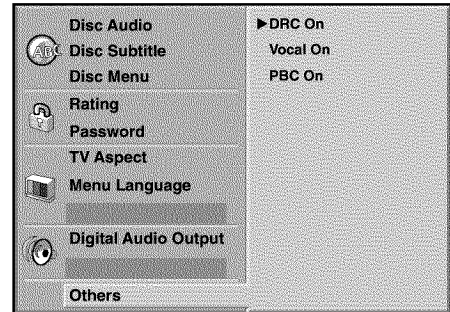 Disc Audio
ABC
Disc Subtitle
Disc Menu
Rating
Password
TV Aspect
Menu Language
Digital Audio Output
Others
▶DRC On
Vocal On
PBC On